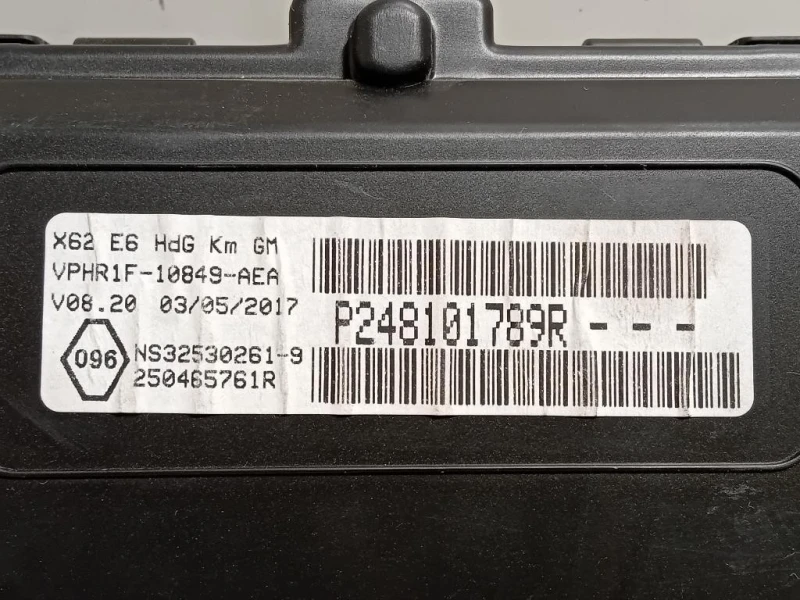 X62 E6 HdG Km GM
VPHR1F-10849-AEA
V08.20 03/05/2017
P248101789R---
096
NS32530261-9
250465761R